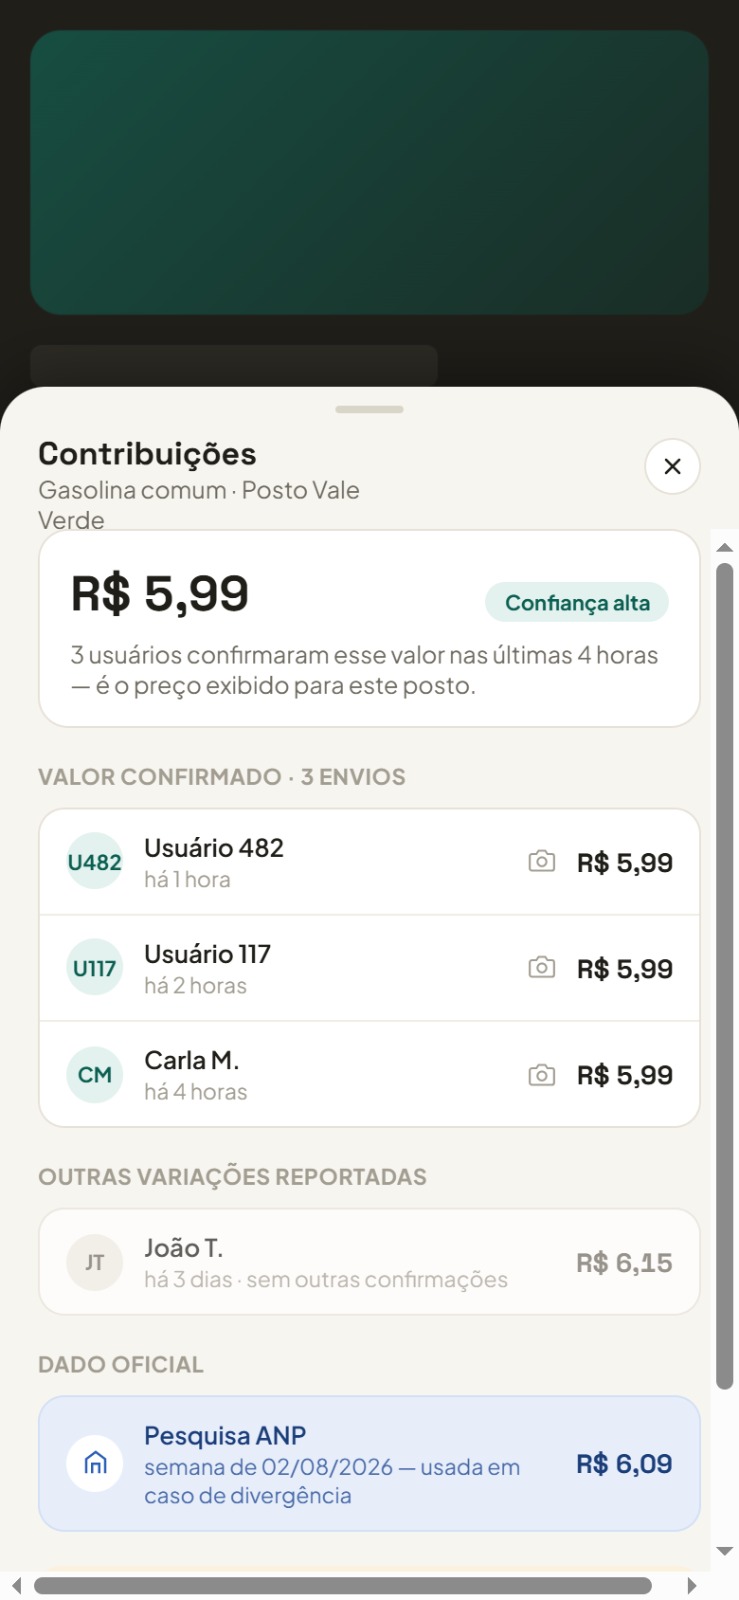 Contribuições
Gasolina comum · Posto Vale
Verde
R$ 5,99
Confiança alta
3 usuários confirmaram esse valor nas últimas 4 horas
— é o preço exibido para este posto.
VALOR CONFIRMADO · 3 ENVIOS
U482
Usuário 482
há 1 hora
R$ 5,99
U117
Usuário 117
há 2 horas
R$ 5,99
CM
Carla M.
há 4 horas
R$ 5,99
OUTRAS VARIAÇÕES REPORTADAS
JT
João T.
há 3 dias · sem outras confirmações
R$ 6,15
DADO OFICIAL
Pesquisa ANP
semana de 02/08/2026 — usada em
caso de divergência
R$ 6,09